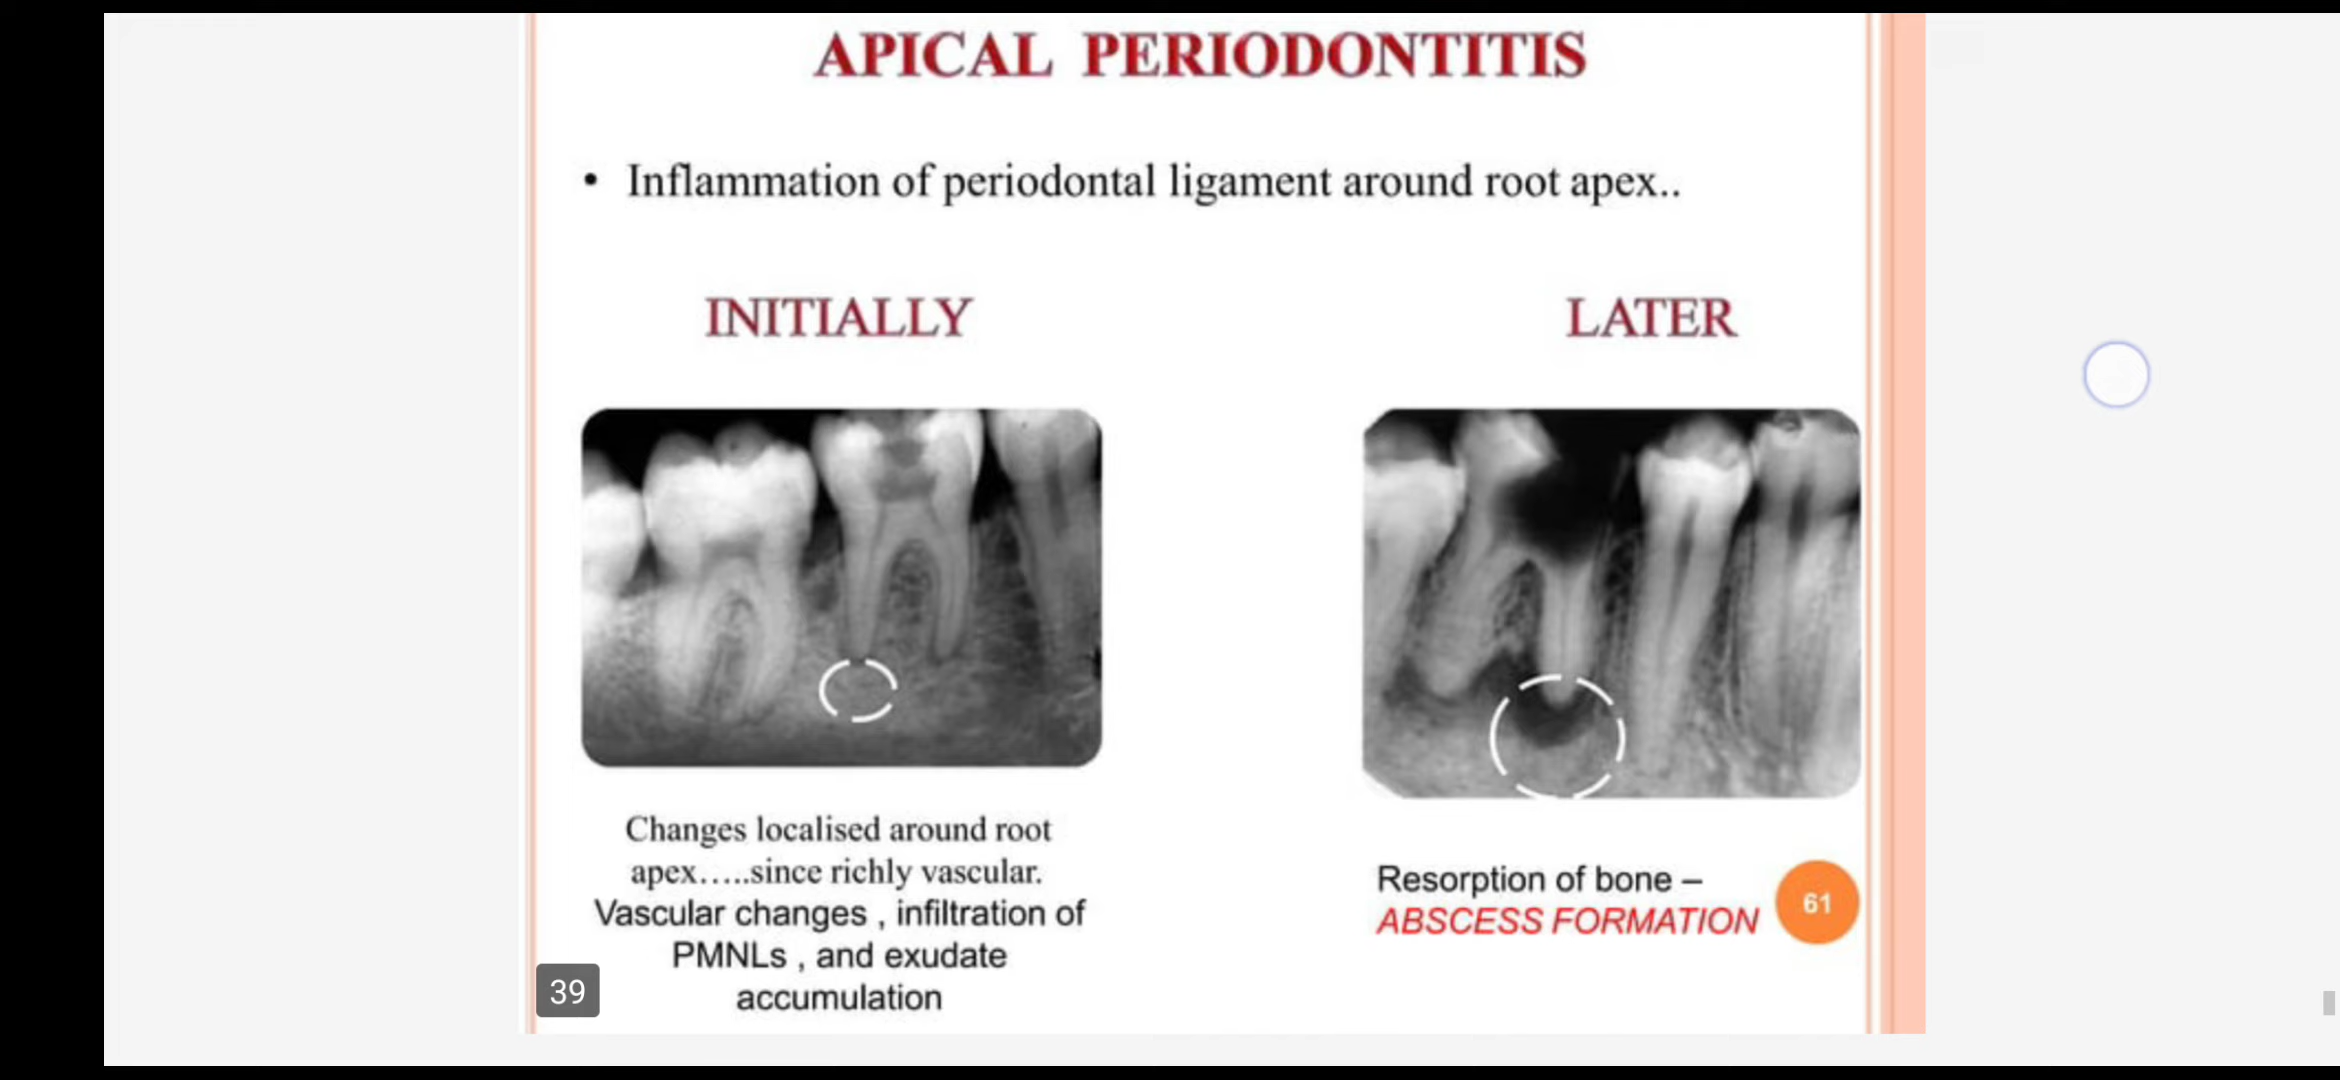 APICAL PERIODONTITIS
• Inflammation of periodontal ligament around root apex..
INITIALLY
LATER
Changes localised around root
apex.....since richly vascular.
Vascular changes , infiltration of
PMNLs , and exudate
accumulation
Resorption of bone –
ABSCESS FORMATION
61
39